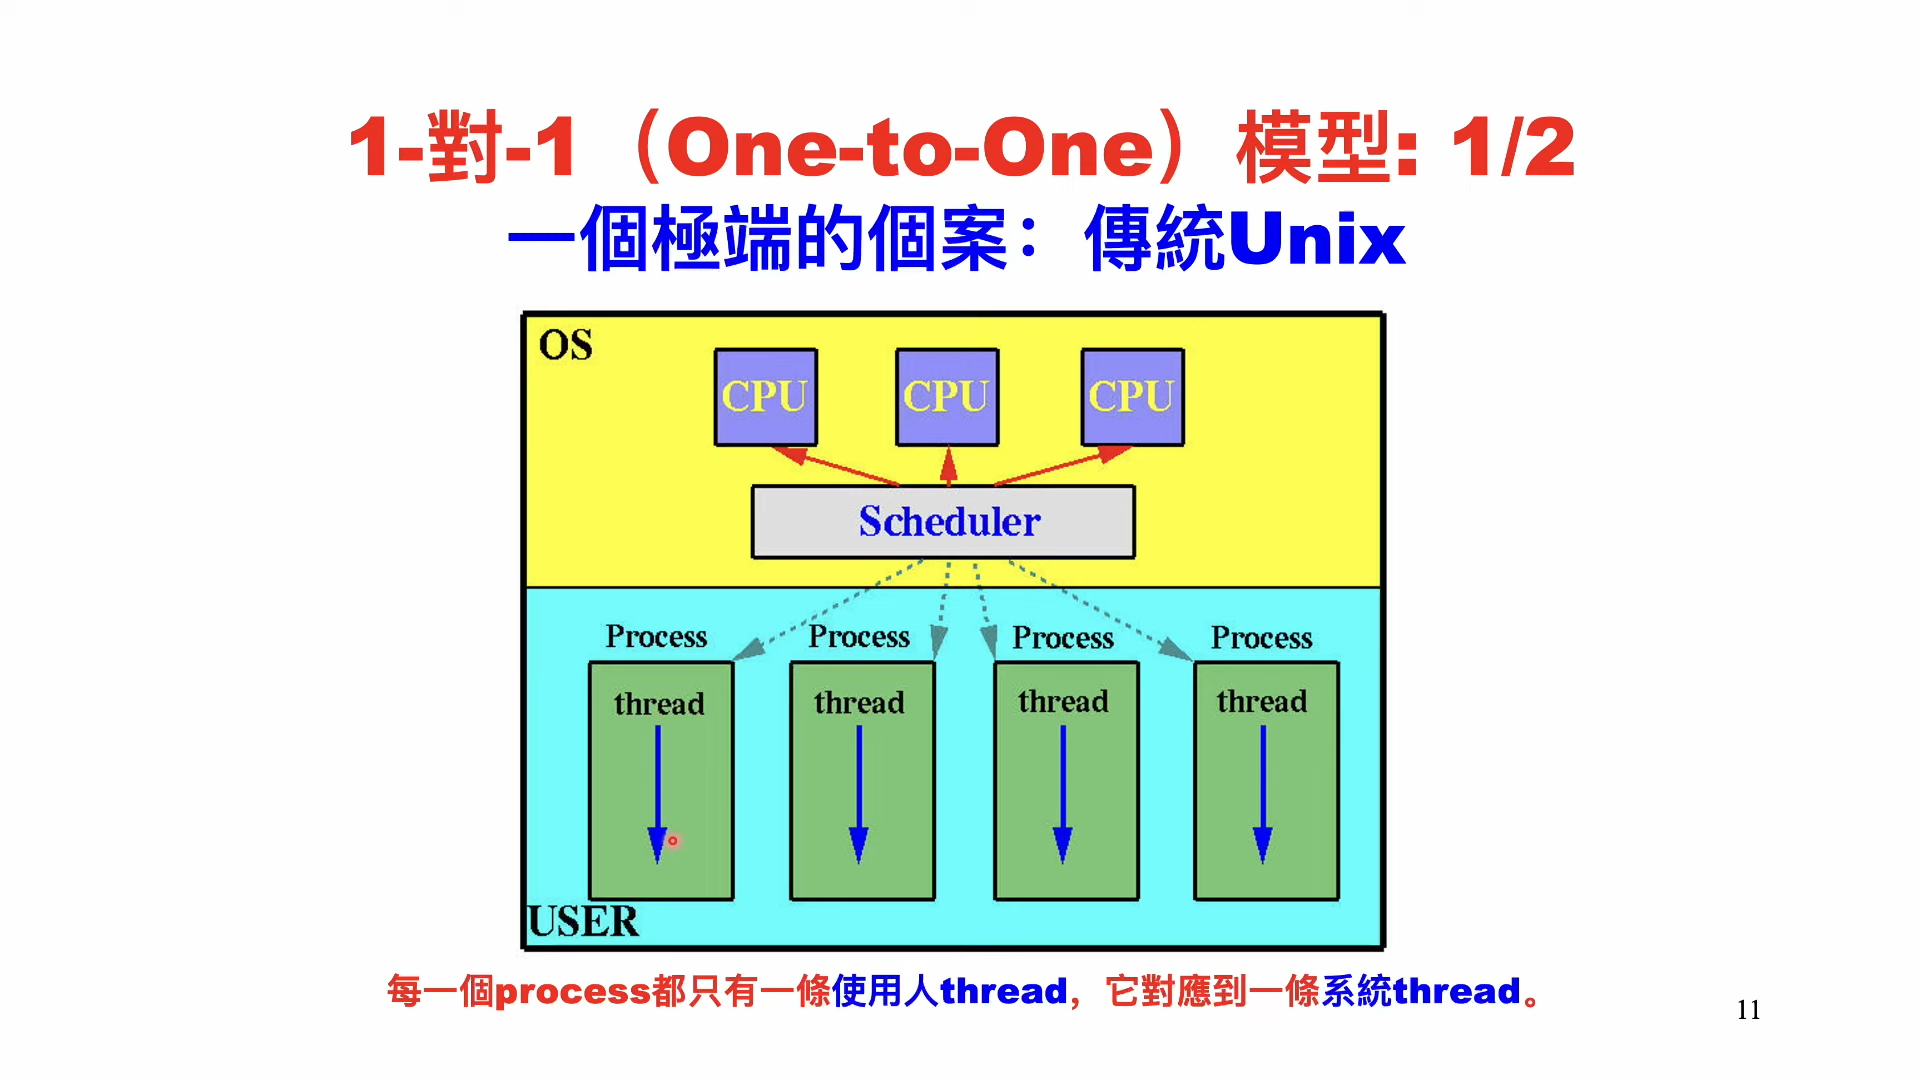 1-對-1（One-to-One）模型: 1/2
一個極端的個案：傳統Unix
OS
CPU CPU CPU
Scheduler
Process Process Process Process
thread thread thread thread
USER
每一個process都只有一條使用人thread，它對應到一條系統thread。
11